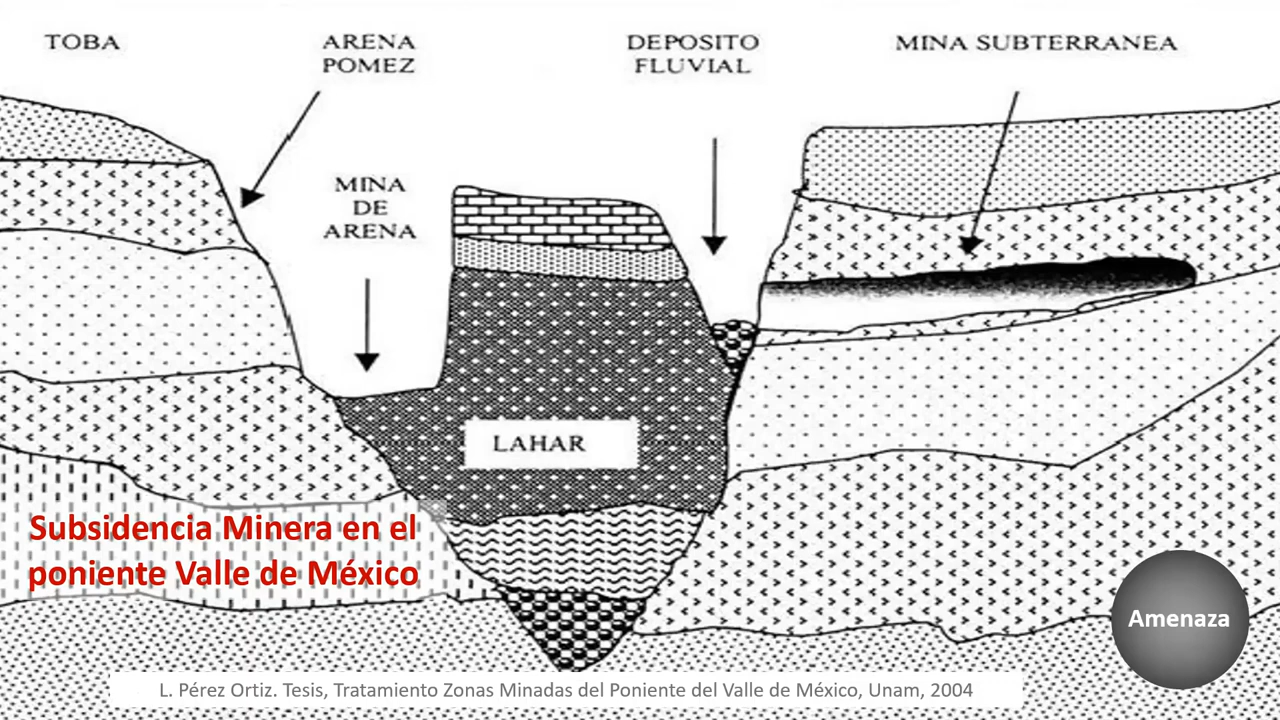 TOBA
ARENA
POMEZ
DEPOSITO
FLUVIAL
MINA SUBTERRANEA
MINA
DE
ARENA
LAHAR
Subsidencia Minera en el
poniente Valle de México
Amenaza
L. Pérez Ortiz. Tesis, Tratamiento Zonas Minadas del Poniente del Valle de México, Unam, 2004